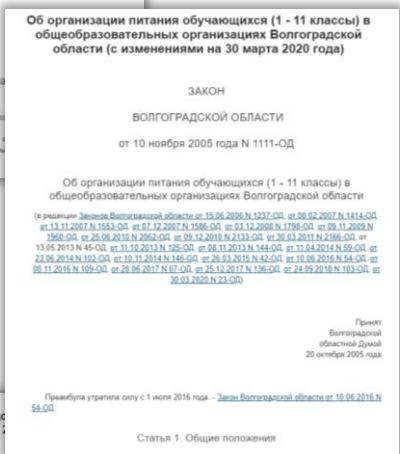 Об организации питания обучающихся (1 - 11 классы) в
общеобразовательных организациях Волгоградской
области (с изменениями на 30 марта 2020 года)
ЗАКОН
ВОЛГОГРАДСКОЙ ОБЛАСТИ
от 10 ноября 2005 года N 1111-ОД
Об организации питания обучающихся (1 - 11 классы) в
общеобразовательных организациях Волгоградской области
(в редакции Законов Волгоградской области от 15.06.2006 N 1237-ОД, от 08.02.2007 N 1414-ОД,
от 13.11.2007 N 1553-ОД, от 07.12.2007 N 1586-ОД, от 03.12.2008 N 1798-ОД, от 09.11.2009 N
1960-ОД, от 25.06.2010 N 2062-ОД, от 09.12.2010 N 2133-ОД, от 30.03.2011 N 2166-ОД, от
13.05.2013 N 45-ОД, от 11.10.2013 N 125-ОД, от 08.11.2013 N 144-ОД, от 11.04.2014 N 59-ОД, от
23.06.2014 N 102-ОД, от 10.11.2014 N 146-ОД, от 26.03.2015 N 42-ОД, от 10.06.2016 N 54-ОД, от
08.11.2016 N 109-ОД, от 28.06.2017 N 67-ОД, от 25.12.2017 N 136-ОД, от 24.09.2018 N 103-ОД, от
30.03.2020 N 23-ОД)
Принят
Волгоградской
областной Думой
20 октября 2005 года
Преамбула утратила силу с 1 июля 2016 года. - Закон Волгоградской области от 10.06.2016 N
54-ОД.
Статья 1. Общие положения